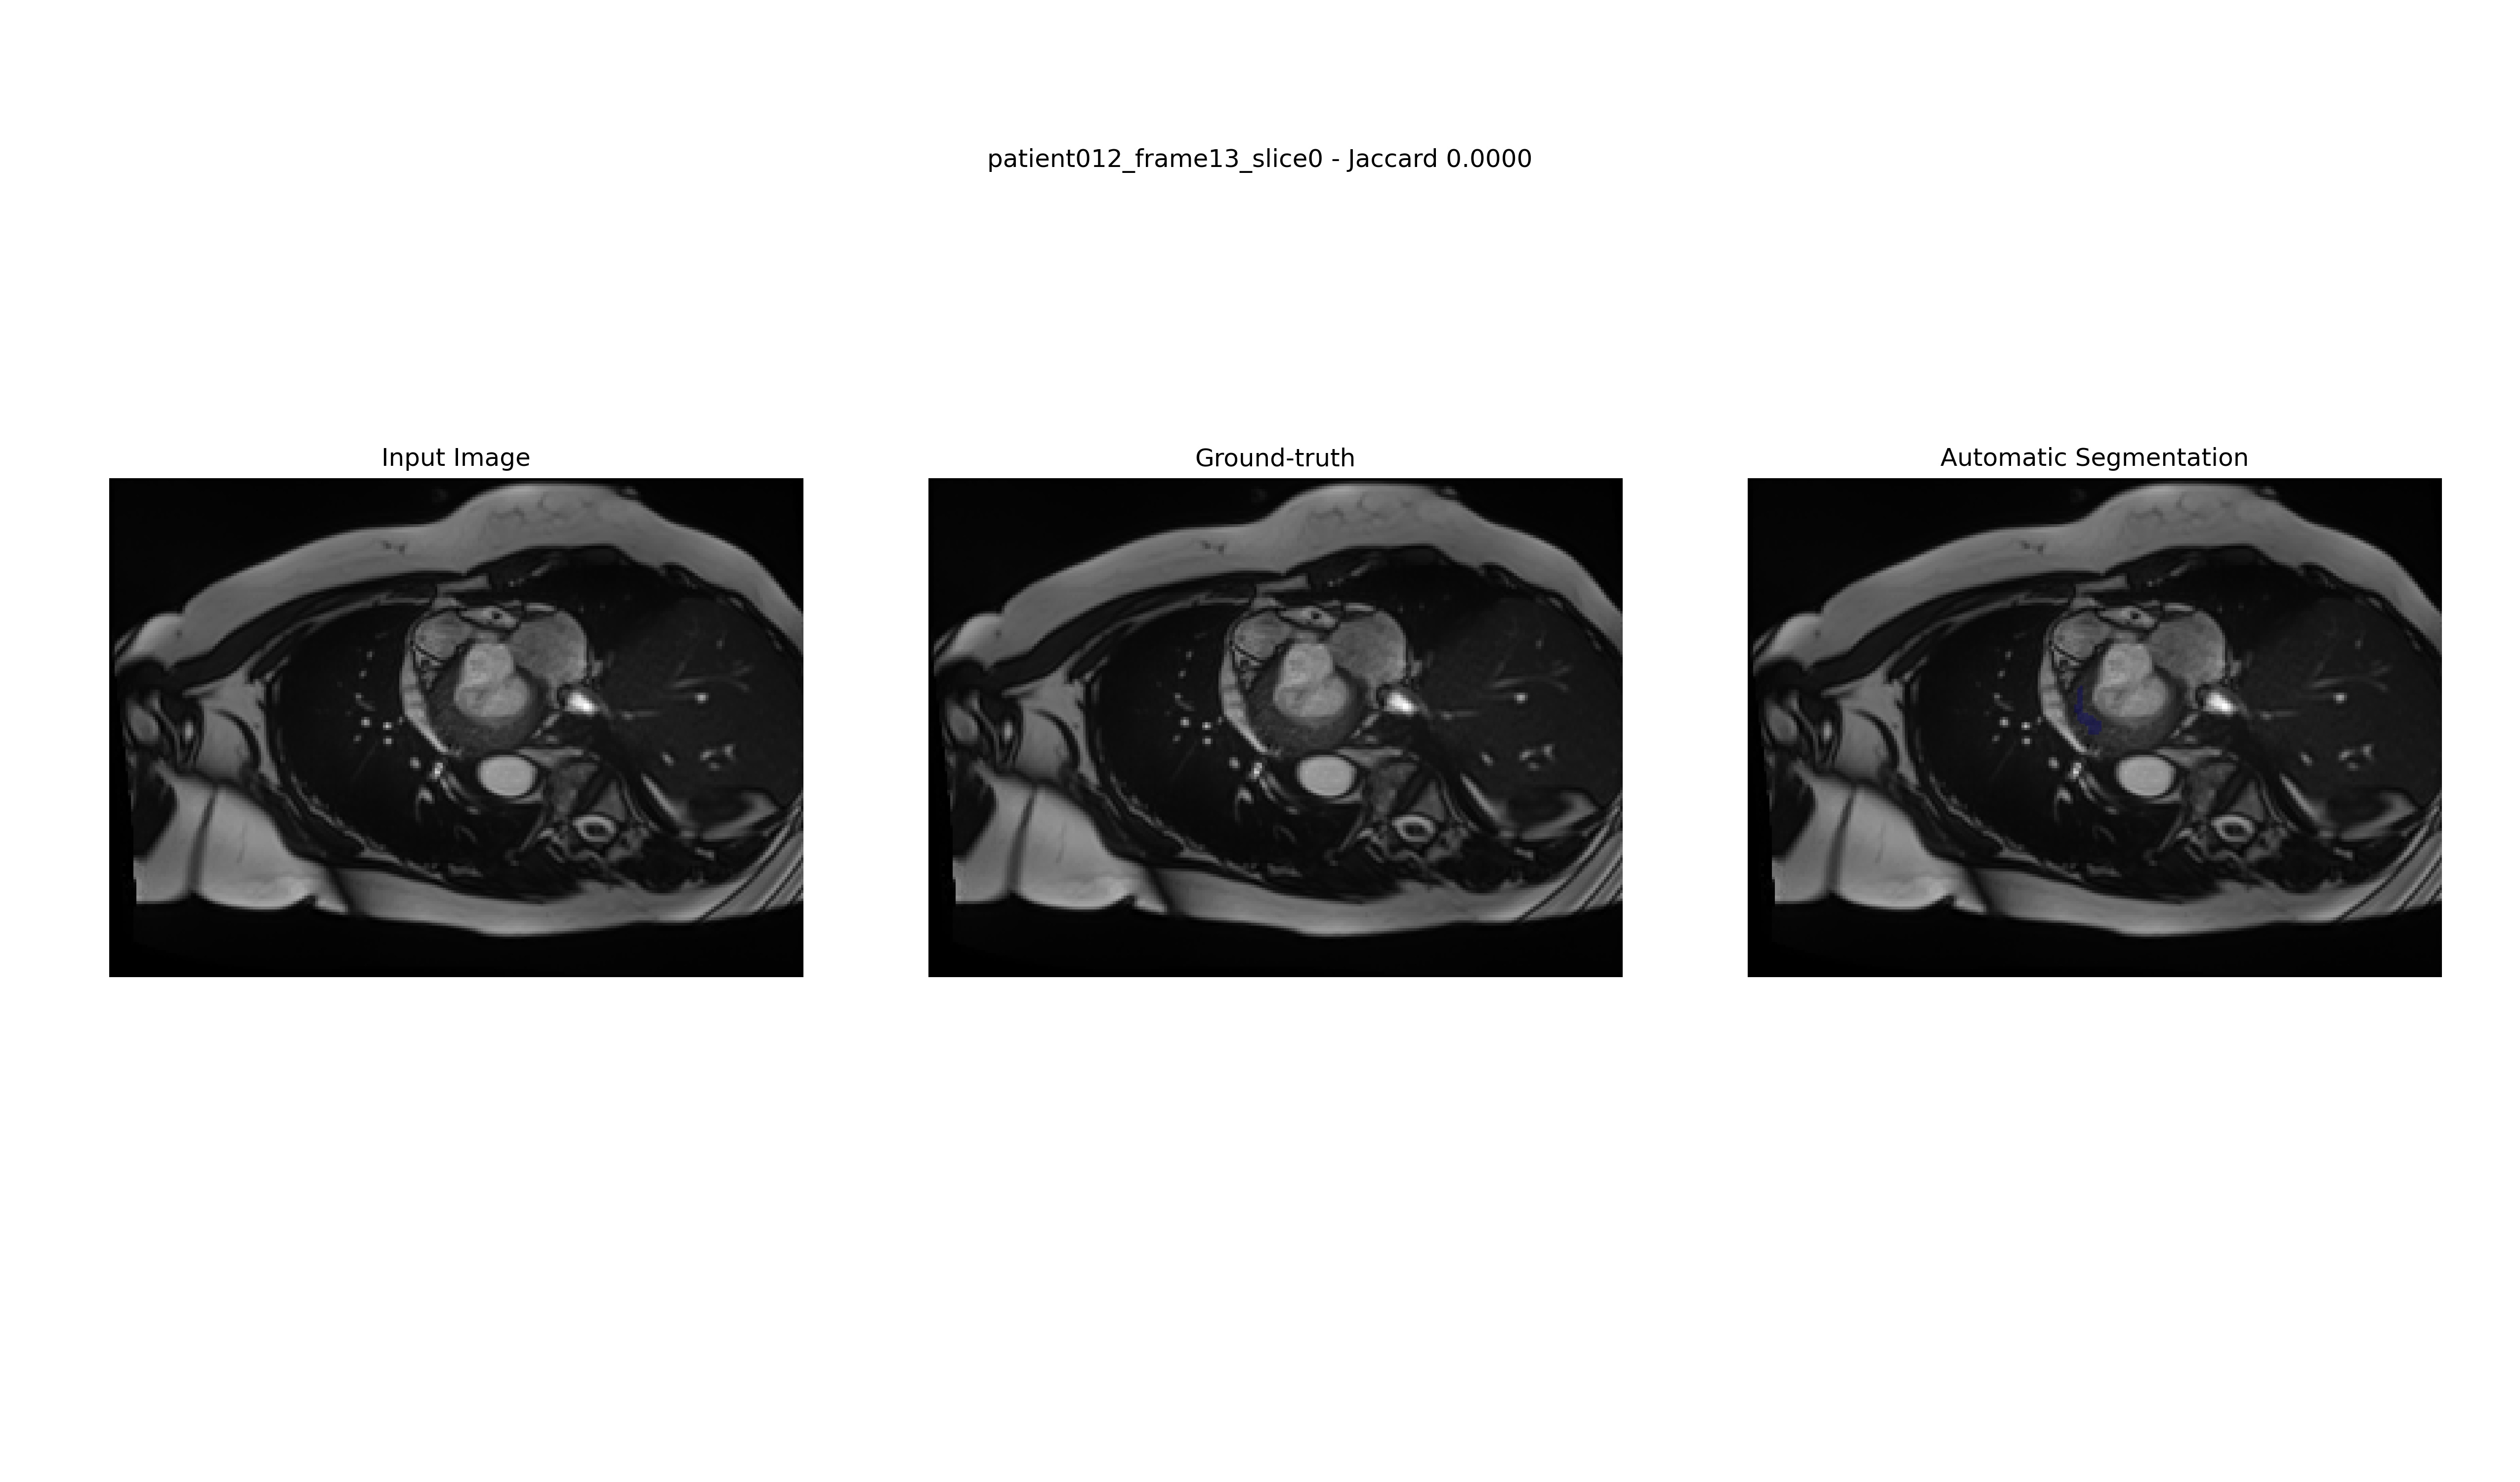 patient012_frame13_slice0 - Jaccard 0.0000
Input Image
Ground-truth
Automatic Segmentation